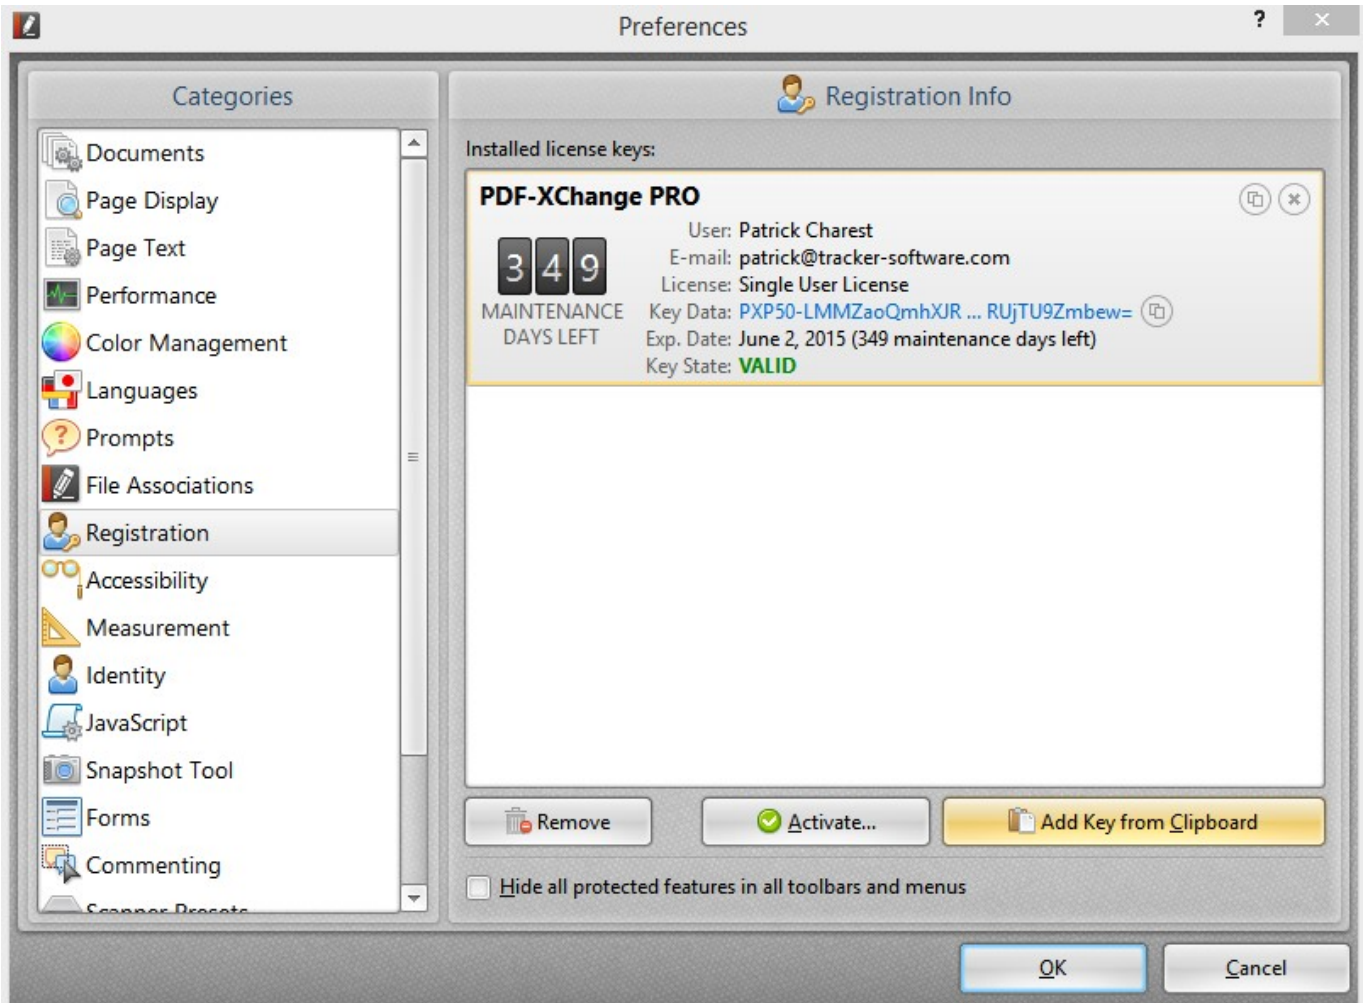 Preferences
?
Categories
Documents
Page Display
Page Text
Performance
Color Management
Languages
Prompts
File Associations
Registration
Accessibility
Measurement
Identity
JavaScript
Snapshot Tool
Forms
Commenting
Scanner Presets
Registration Info
Installed license keys:
PDF-XChange PRO
349
MAINTENANCE
DAYS LEFT
User: Patrick Charest
E-mail: patrick@tracker-software.com
License: Single User License
Key Data: PXP50-LMMZaoQmhXJR ... RUjTU9Zmbew=
Exp. Date: June 2, 2015 (349 maintenance days left)
Key State: VALID
Remove
Activate...
Add Key from Clipboard
Hide all protected features in all toolbars and menus
OK
Cancel